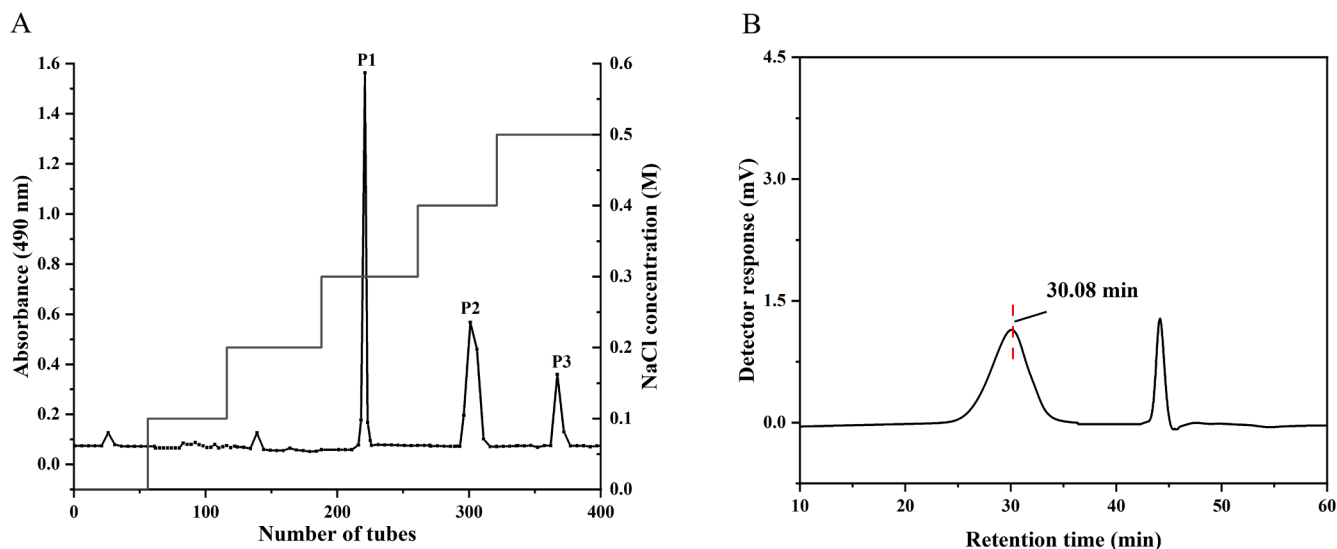 A
Absorbance (490 nm)
1.6
1.4
1.2
1.0
0.8
0.6
0.4
0.2
0.0
P1
P2
P3
0.6
0.5
0.4
0.3
0.2
0.1
0.0
NaCl concentration (M)
0
100
200
300
400
Number of tubes
B
Detector response (mV)
4.5
3.0
1.5
0.0
30.08 min
10
20
30
40
50
60
Retention time (min)